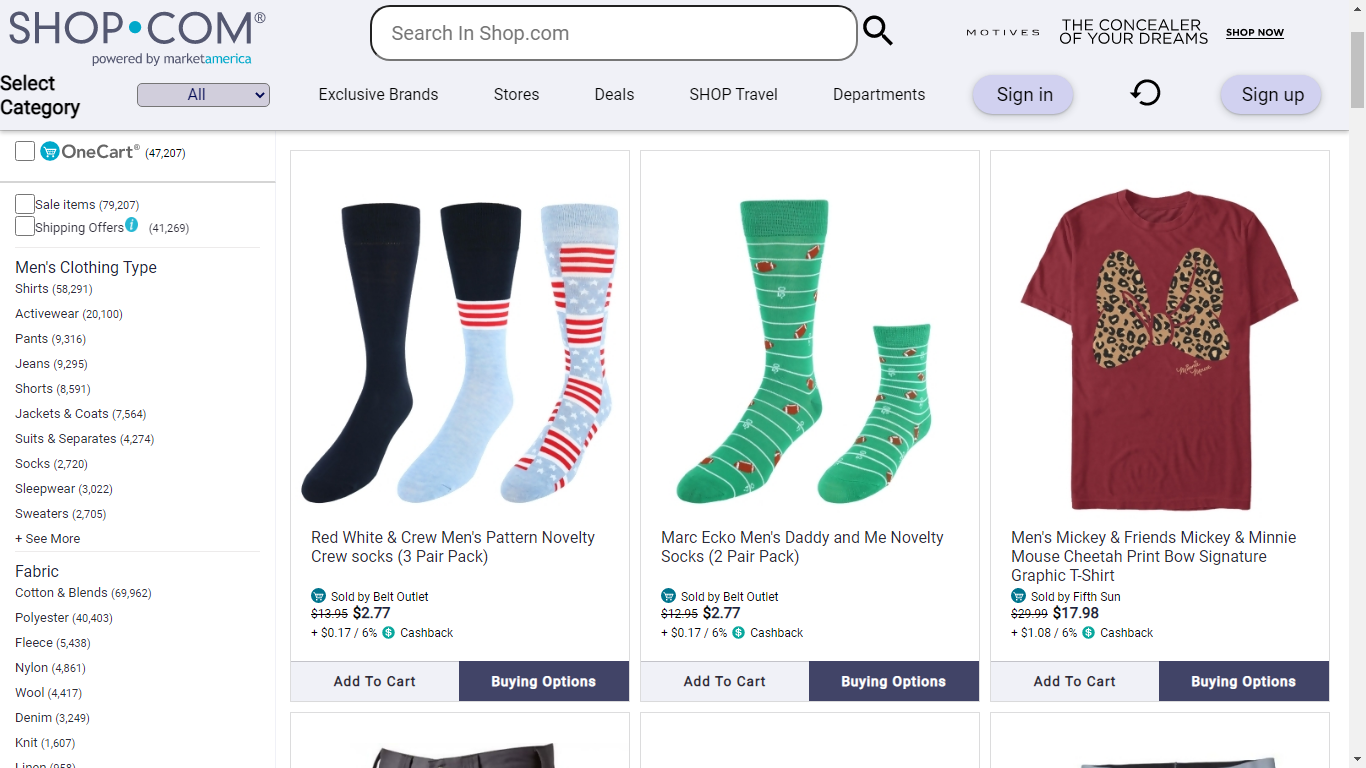 SHOP•COM®
powered by marketamerica
Search In Shop.com
MOTIVES
THE CONCEALER
OF YOUR DREAMS
SHOP NOW
Select
Category
All
Exclusive Brands
Stores
Deals
SHOP Travel
Departments
Sign in
Sign up
OneCart® (47,207)
Sale items (79,207)
Shipping Offers i (41,269)
Men's Clothing Type
Shirts (58,291)
Activewear (20,100)
Pants (9,316)
Jeans (9,295)
Shorts (8,591)
Jackets & Coats (7,564)
Suits & Separates (4,274)
Socks (2,720)
Sleepwear (3,022)
Sweaters (2,705)
+ See More
Fabric
Cotton & Blends (69,962)
Polyester (40,403)
Fleece (5,438)
Nylon (4,861)
Wool (4,417)
Denim (3,249)
Knit (1,607)
Linen (958)
Red White & Crew Men's Pattern Novelty
Crew socks (3 Pair Pack)
Sold by Belt Outlet
$13.95 $2.77
+ $0.17 / 6% $ Cashback
Add To Cart
Buying Options
Marc Ecko Men's Daddy and Me Novelty
Socks (2 Pair Pack)
Sold by Belt Outlet
$12.95 $2.77
+ $0.17 / 6% $ Cashback
Add To Cart
Buying Options
Minnie Mouse
Men's Mickey & Friends Mickey & Minnie
Mouse Cheetah Print Bow Signature
Graphic T-Shirt
Sold by Fifth Sun
$29.99 $17.98
+ $1.08 / 6% $ Cashback
Add To Cart
Buying Options